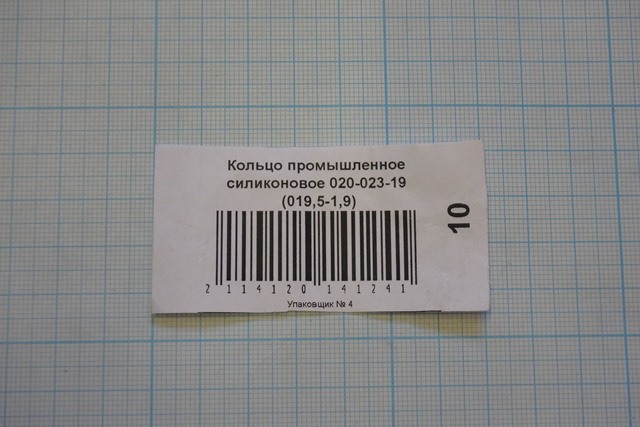 Кольцо промышленное
силиконовое 020-023-19
(019,5-1,9)
10
2 114120 141241
Упаковщик № 4